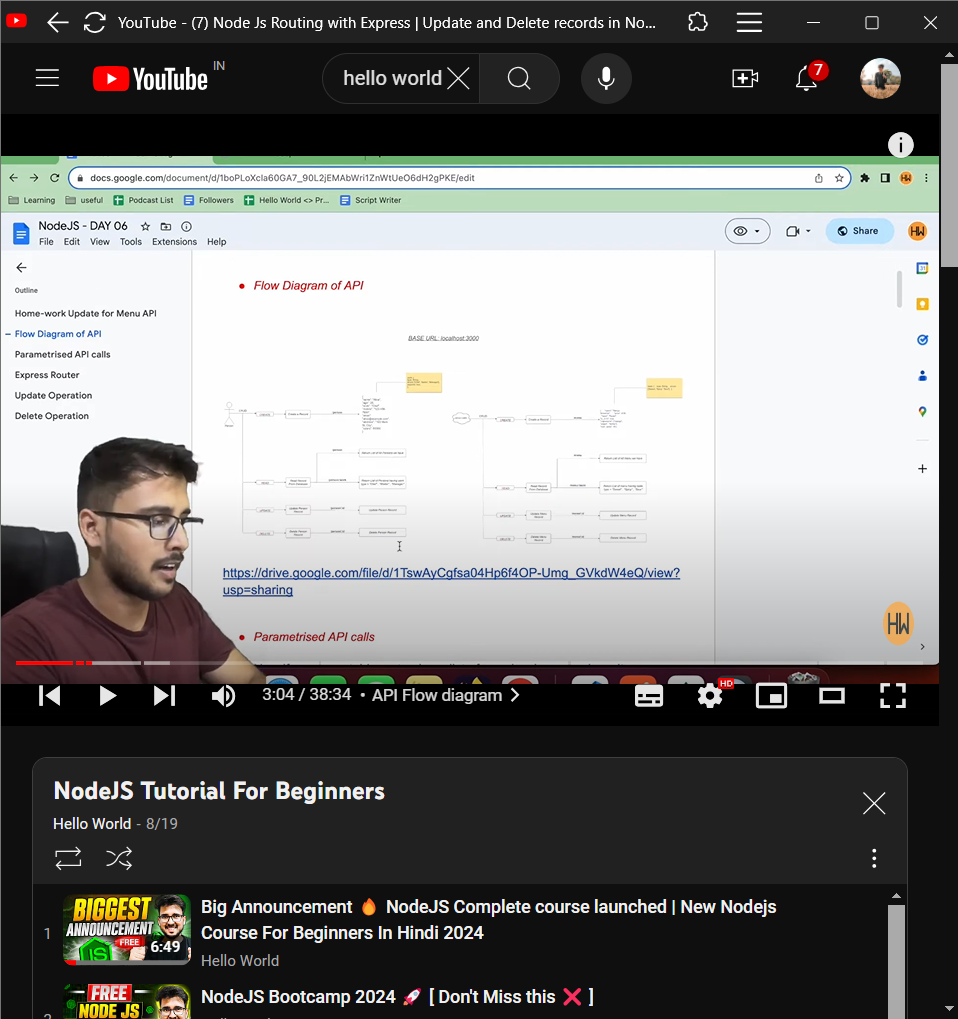 YouTube - (7) Node Js Routing with Express | Update and Delete records in No...
YouTube IN
hello world
7
docs.google.com/document/d/1boPLoXcla60GA7_90L2jEMAbWri1ZnWtUeO6dH2gPKE/edit
HW
Learning
useful
Podcast List
Followers
Hello World <> Pr...
Script Writer
NodeJS - DAY 06
File Edit View Tools Extensions Help
Share
HW
Outline
Home-work Update for Menu API
Flow Diagram of API
Parametrised API calls
Express Router
Update Operation
Delete Operation
Flow Diagram of API
BASE URL: localhost:3000
https://drive.google.com/file/d/1TswAyCgfsa04Hp6f4OP-Umg_GVkdW4eQ/view?
usp=sharing
Parametrised API calls
HW
3:04 / 38:34 • API Flow diagram
HD
NodeJS Tutorial For Beginners
Hello World - 8/19
1
BIGGEST
ANNOUNCEMENT
FREE
JS
6:49
Big Announcement 🔥 NodeJS Complete course launched | New Nodejs
Course For Beginners In Hindi 2024
Hello World
FREE
NODE JS
NodeJS Bootcamp 2024 🚀 [ Don't Miss this ❌ ]